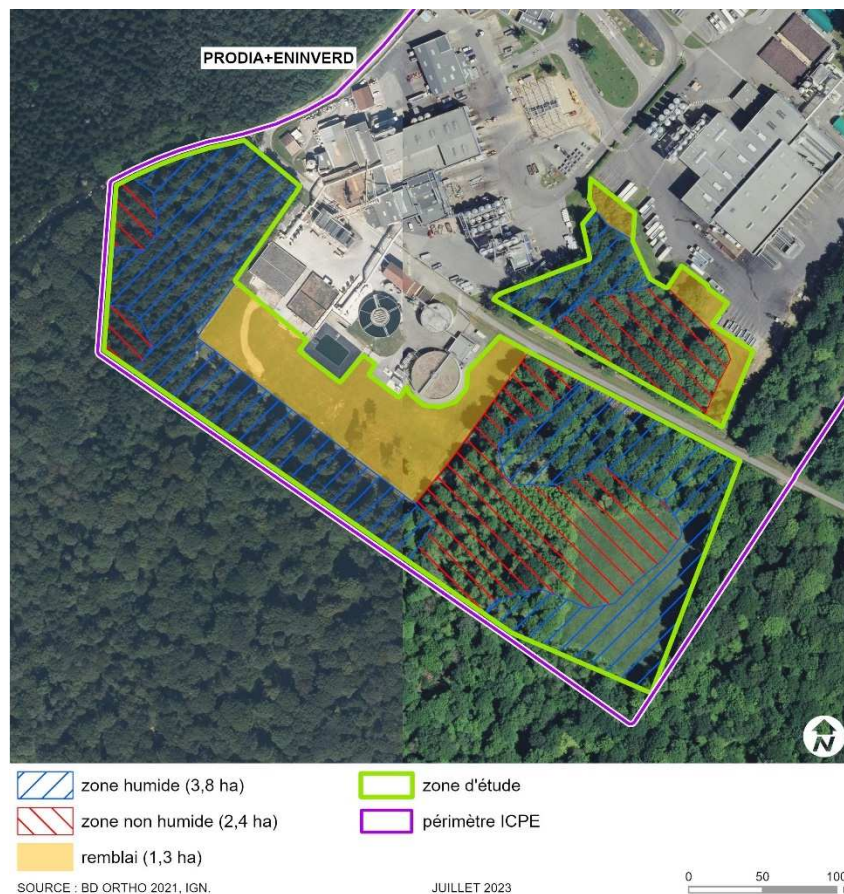 PRODIA+ENINVERD
N
zone humide (3,8 ha)
zone d'étude
zone non humide (2,4 ha)
périmètre ICPE
remblai (1,3 ha)
SOURCE : BD ORTHO 2021, IGN.
JUILLET 2023
0 50 100